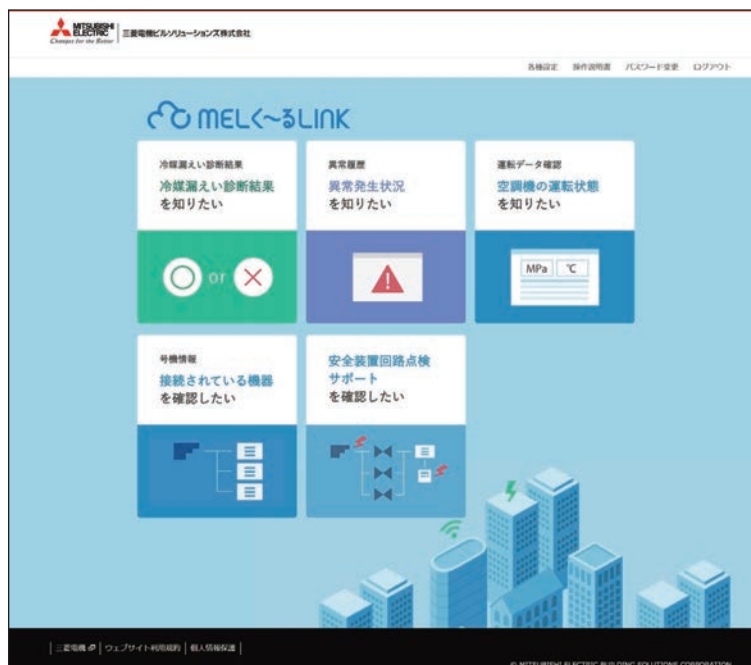 MITSUBISHI
ELECTRIC
Changes for the Better
三菱電機ビルソリューションズ株式会社
各種設定 操作説明書 パスワード変更 ログアウト
MELく～るLINK
冷媒漏えい診断結果
冷媒漏えい診断結果
を知りたい
or
異常履歴
異常発生状況
を知りたい
運転データ確認
空調機の運転状態
を知りたい
MPa ℃
号機情報
接続されている機器
を確認したい
安全装置回路点検
サポート
を確認したい
三菱電機 ウェブサイト利用規約 個人情報保護
© MITSUBISHI ELECTRIC BUILDING SOLUTIONS CORPORATION